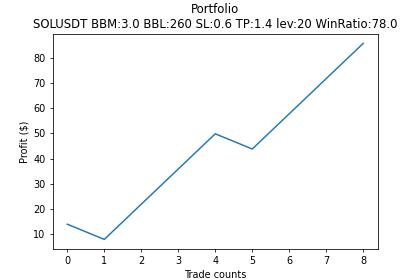 Portfolio
SOLUSDT BBM:3.0 BBL:260 SL:0.6 TP:1.4 lev:20 WinRatio:78.0
Profit ($)
80
70
60
50
40
30
20
10
0 1 2 3 4 5 6 7 8
Trade counts